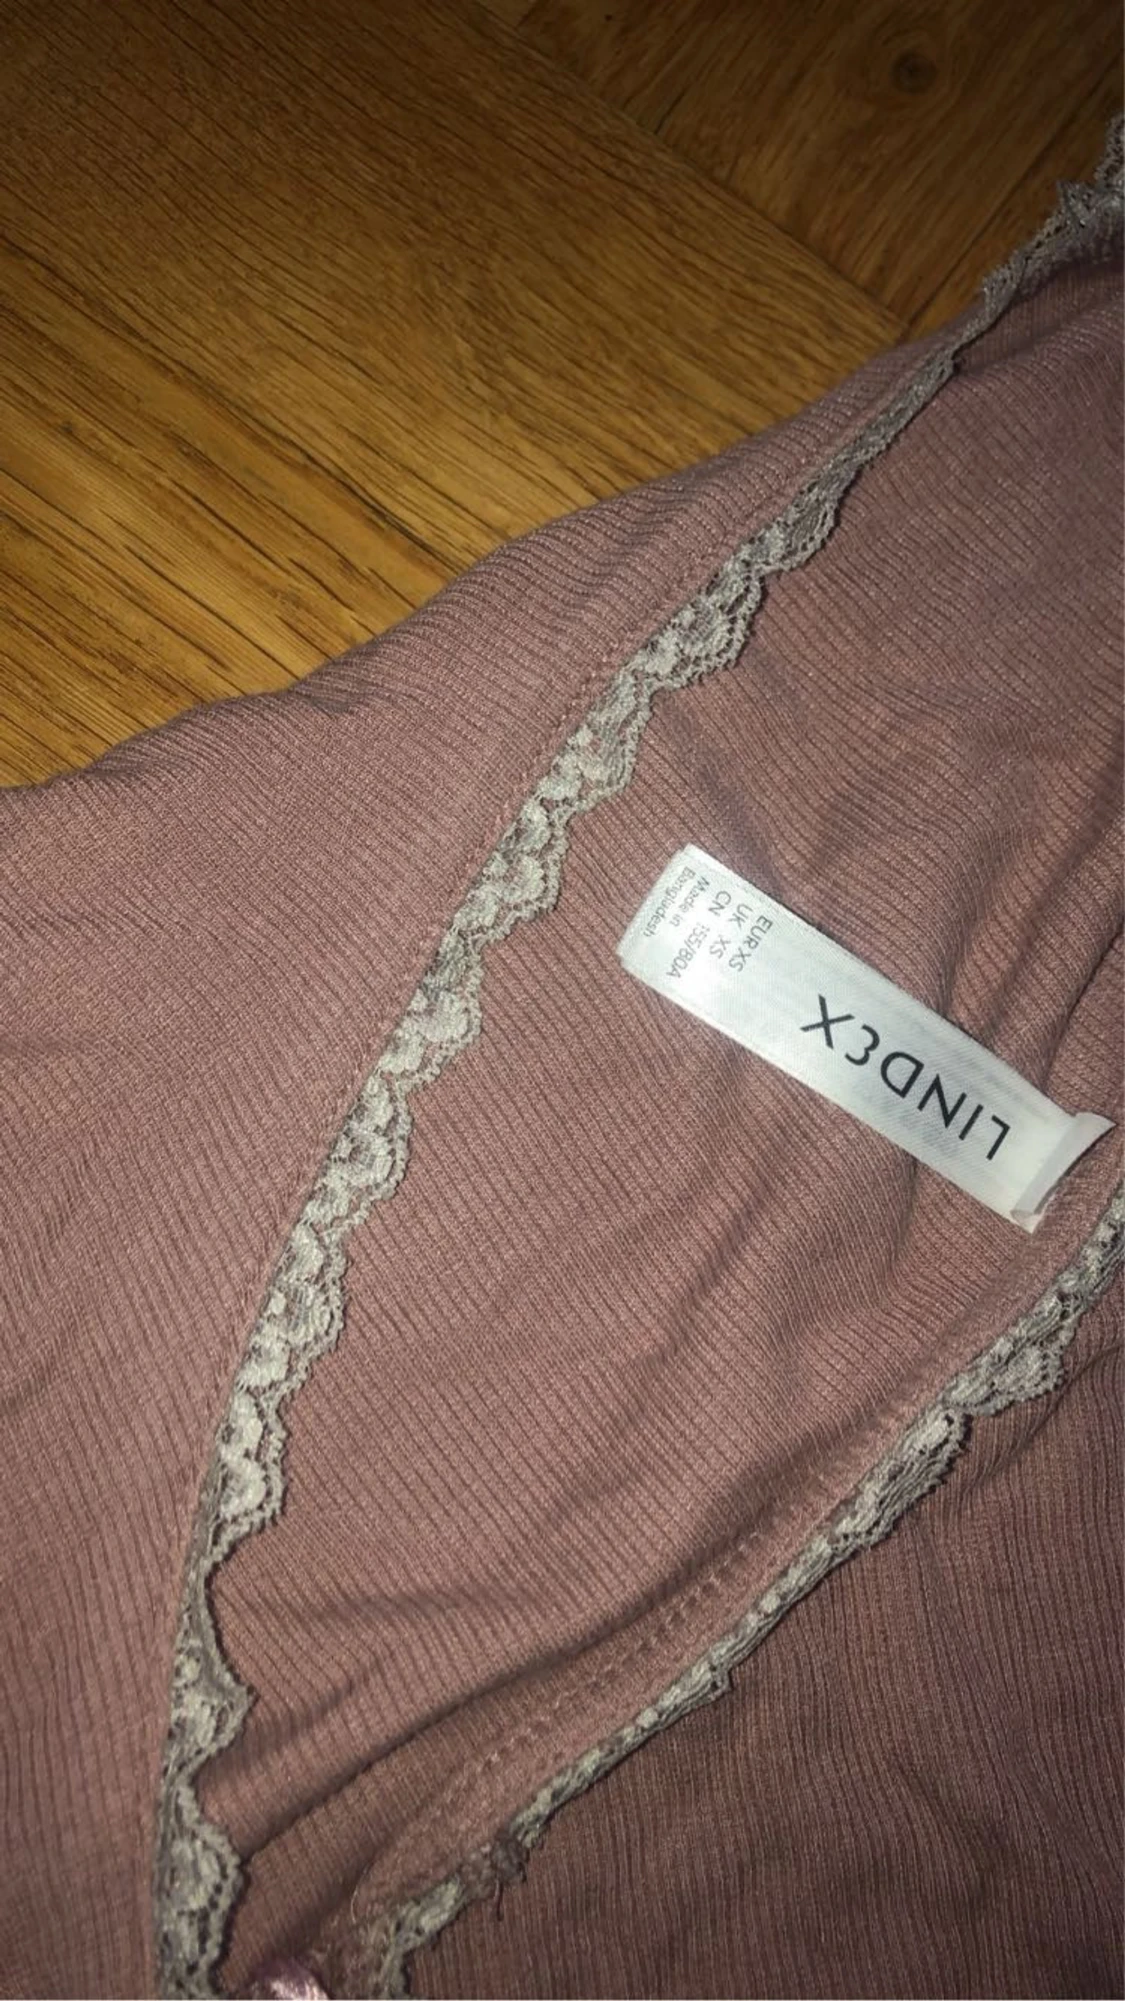 LINDEX
EUR XS
UK XS
CN 155/80A
Made in
Bangladesh